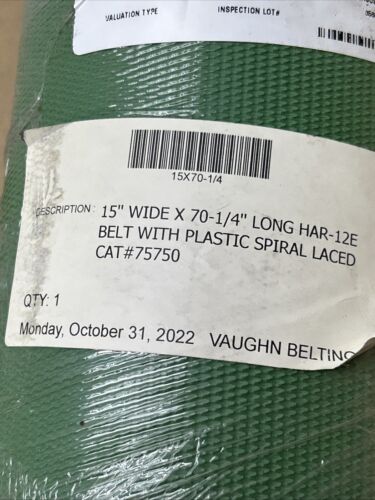 VALUATION TYPE INSPECTION LOT#
15X70-1/4
DESCRIPTION: 15" WIDE X 70-1/4" LONG HAR-12E
BELT WITH PLASTIC SPIRAL LACED
CAT#75750
QTY: 1
Monday, October 31, 2022 VAUGHN BELTING